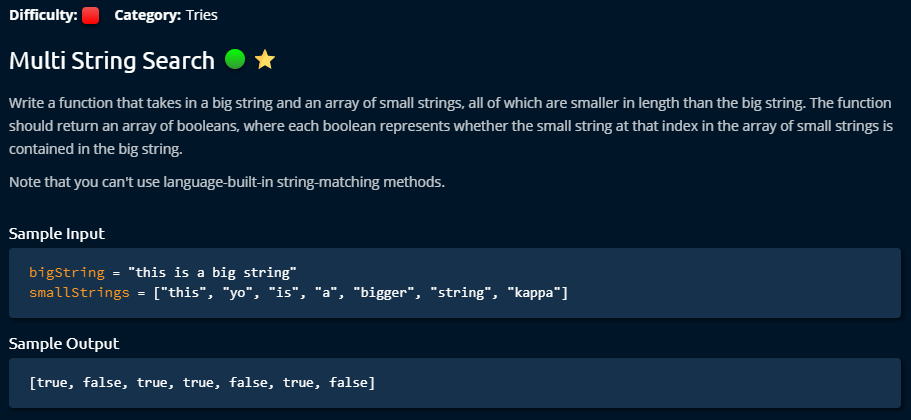 Difficulty: Category: Tries
Multi String Search
Write a function that takes in a big string and an array of small strings, all of which are smaller in length than the big string. The function
should return an array of booleans, where each boolean represents whether the small string at that index in the array of small strings is
contained in the big string.
Note that you can't use language-built-in string-matching methods.
Sample Input
bigString = "this is a big string"
smallStrings = ["this", "yo", "is", "a", "bigger", "string", "kappa"]
Sample Output
[true, false, true, true, false, true, false]